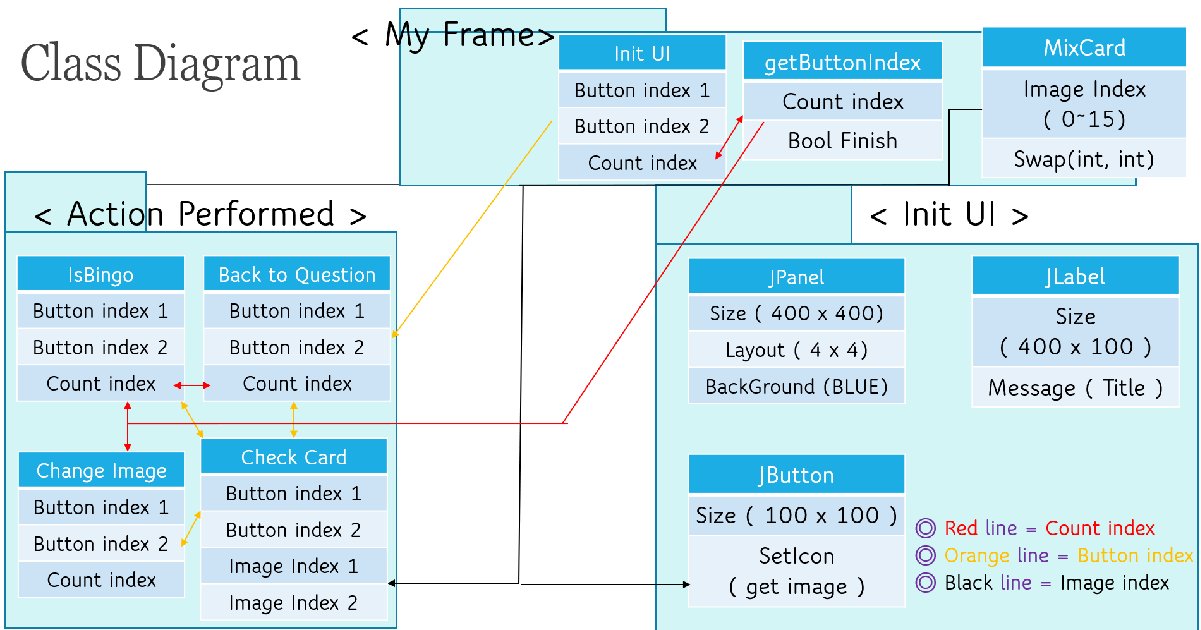 Class Diagram
< My Frame>
Init UI
Button index 1
Button index 2
Count index
getButtonIndex
Count index
Bool Finish
MixCard
Image Index
( 0~15)
Swap(int, int)
< Action Performed >
IsBingo
Button index 1
Button index 2
Count index
Back to Question
Button index 1
Button index 2
Count index
Change Image
Button index 1
Button index 2
Count index
Check Card
Button index 1
Button index 2
Image Index 1
Image Index 2
< Init UI >
JPanel
Size ( 400 x 400)
Layout ( 4 x 4)
BackGround (BLUE)
JLabel
Size
( 400 x 100 )
Message ( Title )
JButton
Size ( 100 x 100 )
SetIcon
( get image )
◎ Red line = Count index
◎ Orange line = Button index
◎ Black line = Image index